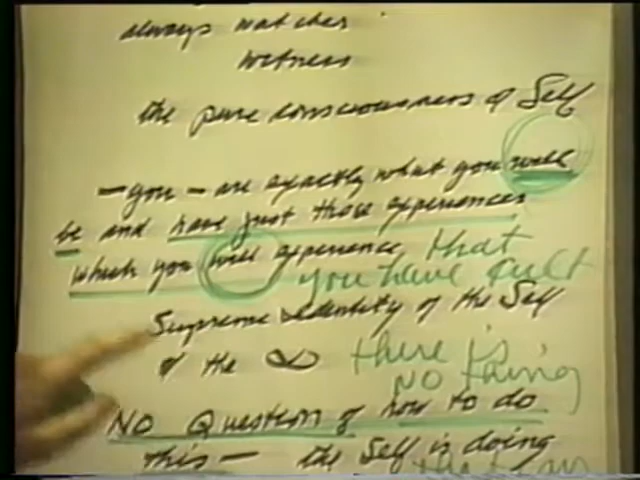 always watcher
witness
the pure consciousness of Self
- you - are exactly what you will
be and have just those experiences
which you will experience that
you have
Supreme identity of the Self
of the ∞ there is
NO thing
NO Question of how to do
this - the Self is doing